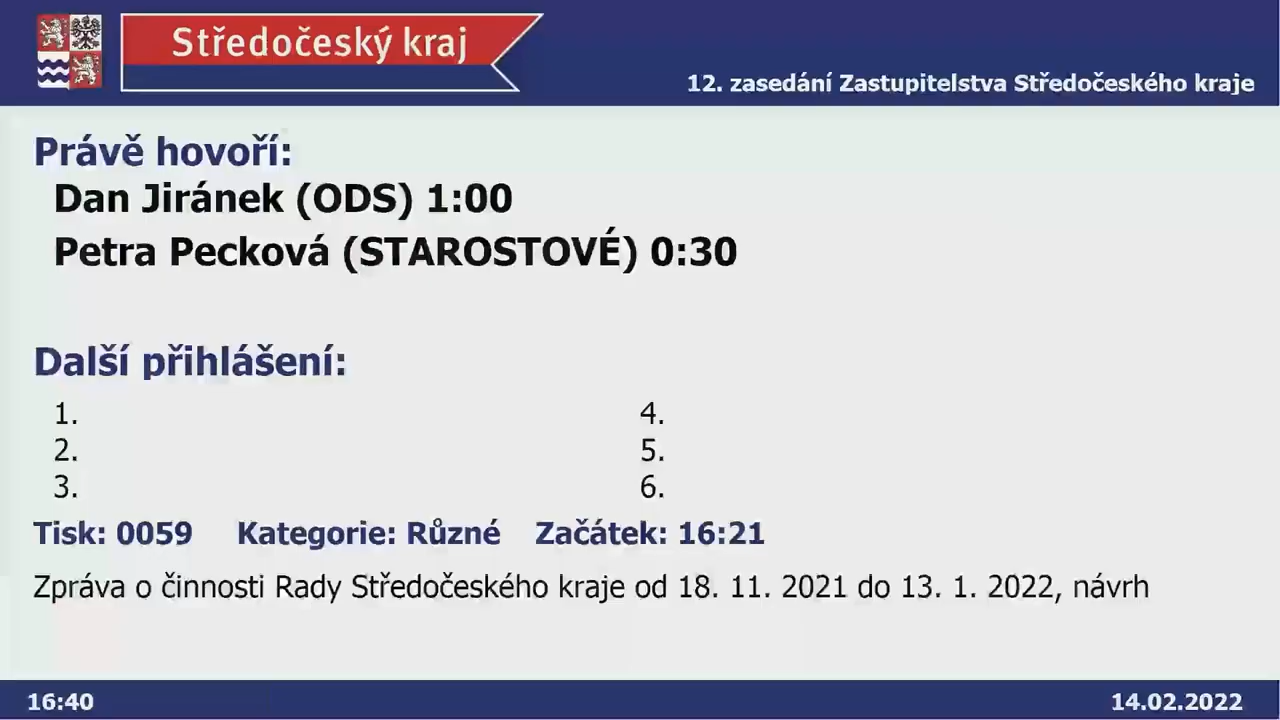 Středočeský kraj
12. zasedání Zastupitelstva Středočeského kraje
Právě hovoří:
Dan Jiránek (ODS) 1:00
Petra Pecková (STAROSTOVÉ) 0:30
Další přihlášení:
1.
2.
3.
4.
5.
6.
Tisk: 0059 Kategorie: Různé Začátek: 16:21
Zpráva o činnosti Rady Středočeského kraje od 18. 11. 2021 do 13. 1. 2022, návrh
16:40
14.02.2022